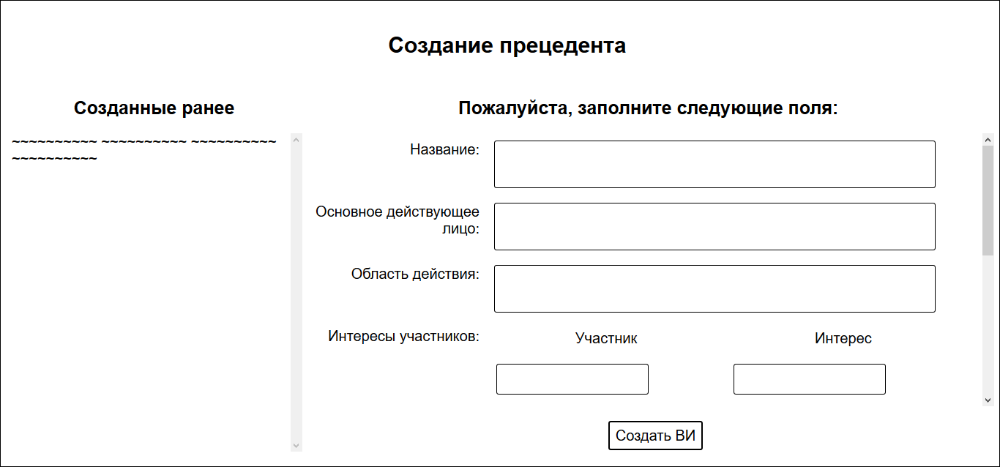 Создание прецедента
Созданные ранее
~~~~~~~~~~ ~~~~~~~~~~ ~~~~~~~~~~
~~~~~~~~~~
Пожалуйста, заполните следующие поля:
Название:
Основное действующее
лицо:
Область действия:
Интересы участников:
Участник
Интерес
Создать ВИ